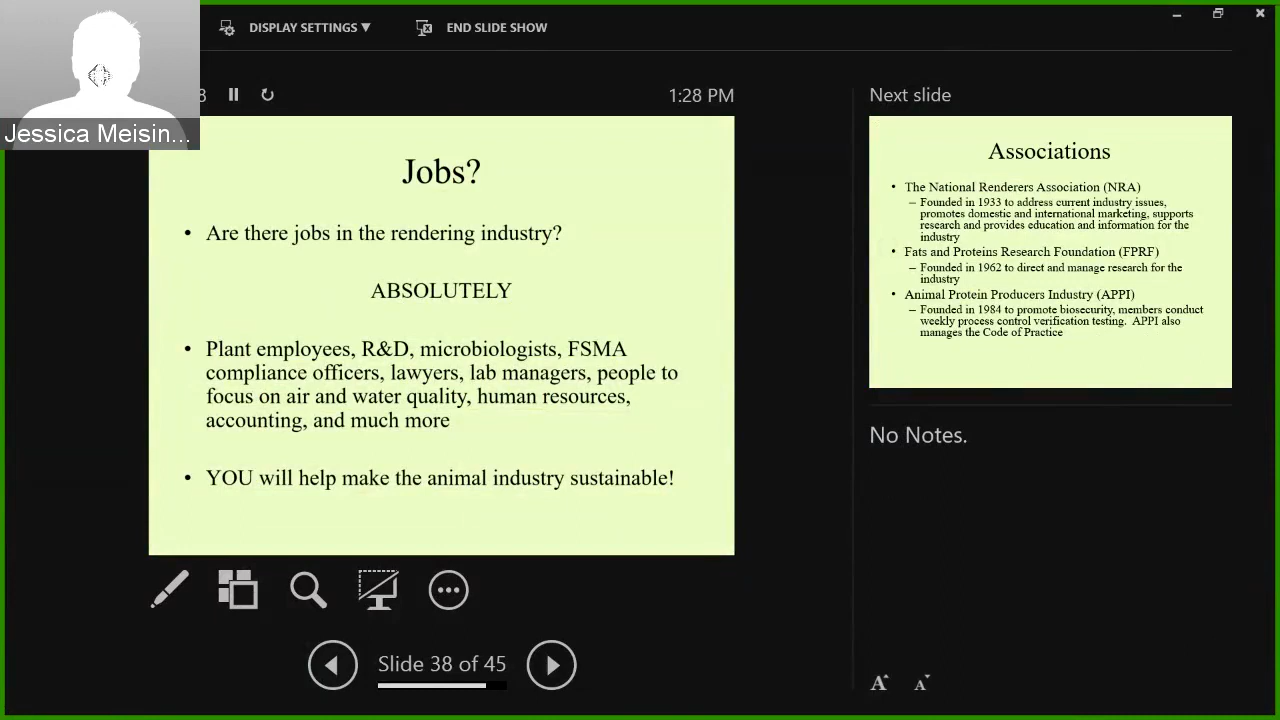 DISPLAY SETTINGS ▼
END SLIDE SHOW
Jessica Meisin...
8
1:28 PM
Jobs?
• Are there jobs in the rendering industry?
ABSOLUTELY
• Plant employees, R&D, microbiologists, FSMA
compliance officers, lawyers, lab managers, people to
focus on air and water quality, human resources,
accounting, and much more
• YOU will help make the animal industry sustainable!
Slide 38 of 45
Next slide
Associations
• The National Renderers Association (NRA)
– Founded in 1933 to address current industry issues,
promotes domestic and international marketing, supports
research and provides education and information for the
industry
• Fats and Proteins Research Foundation (FPRF)
– Founded in 1962 to direct and manage research for the
industry
• Animal Protein Producers Industry (APPI)
– Founded in 1984 to promote biosecurity, members conduct
weekly process control verification testing. APPI also
manages the Code of Practice
No Notes.
A A